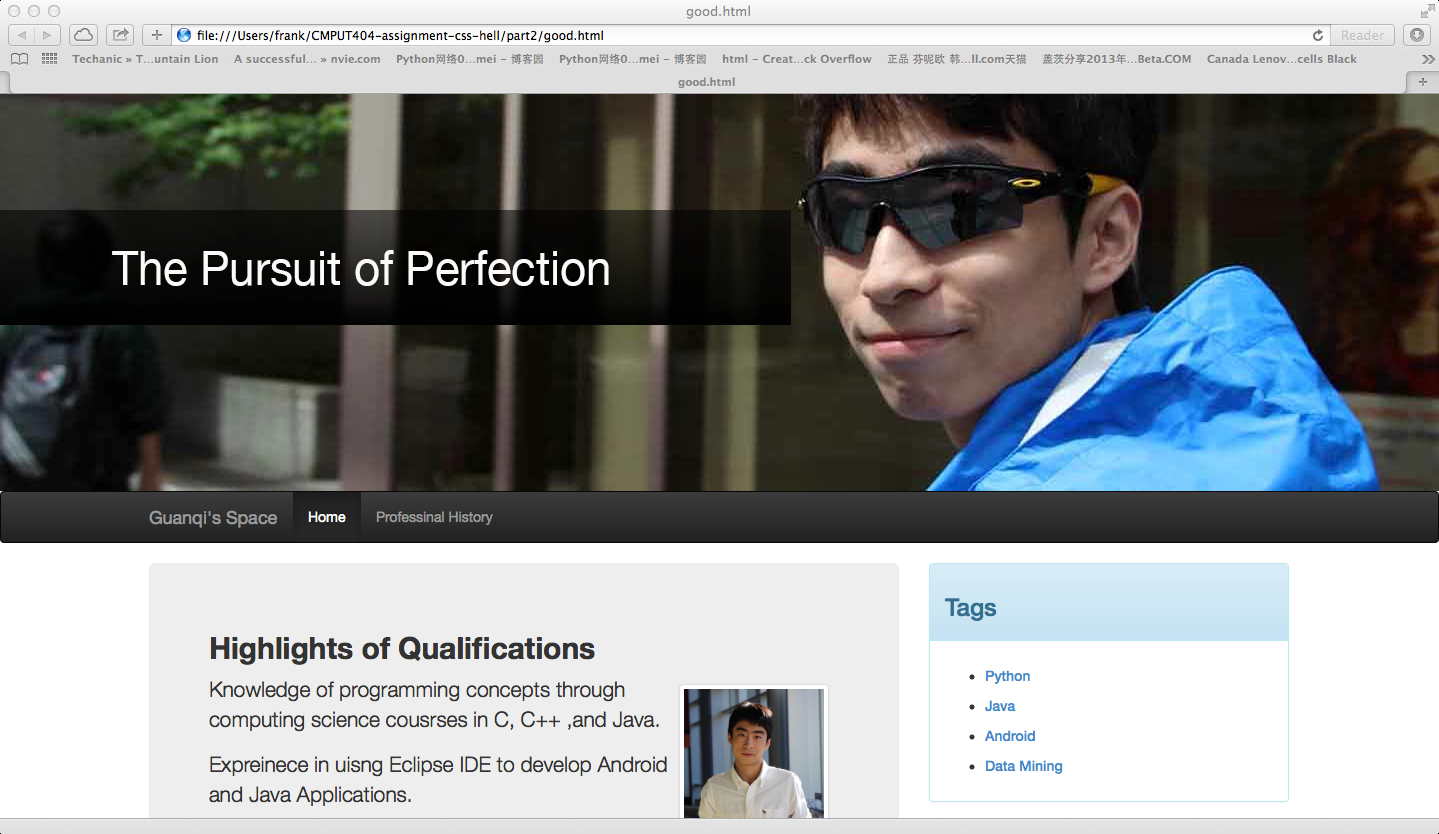 good.html
file:///Users/frank/CMPUT404-assignment-css-hell/part2/good.html
Reader
Techanic » T...untain Lion
A successful... » nvie.com
Python网络0...mei - 博客园
Python网络0...mei - 博客园
html - Creat...ck Overflow
正品 芬昵欧 韩...ll.com天猫
盖茨分享2013年...Beta.COM
Canada Lenov...cells Black
good.html
The Pursuit of Perfection
Guanqi's Space
Home
Professinal History
Highlights of Qualifications
Knowledge of programming concepts through
computing science cousrses in C, C++ ,and Java.
Expreinece in uisng Eclipse IDE to develop Android
and Java Applications.
Tags
Python
Java
Android
Data Mining